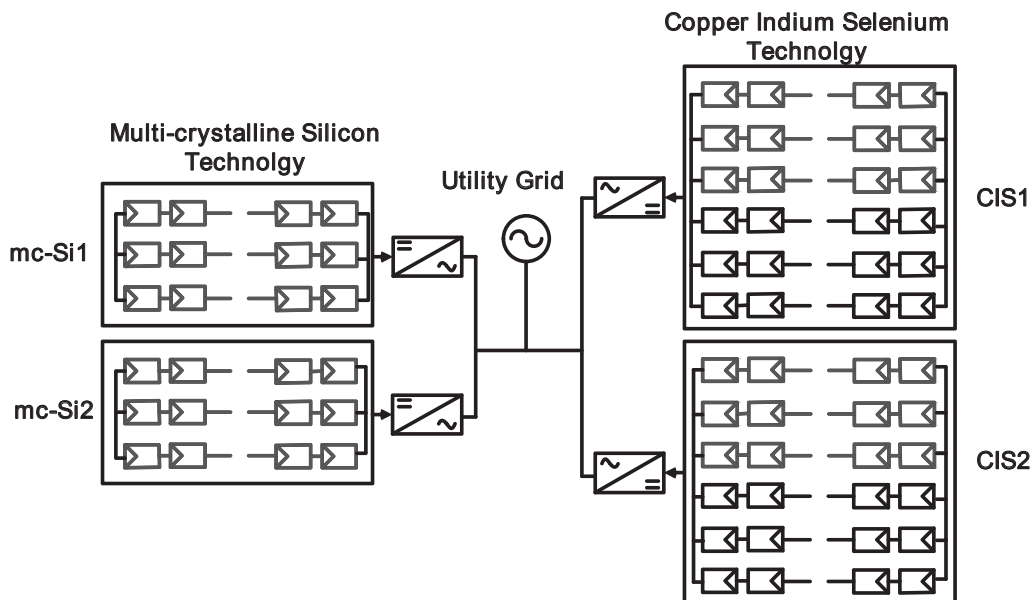 Copper Indium Selenium
Technolgy
Multi-crystalline Silicon
Technolgy
Utility Grid
CIS1
mc-Si1
mc-Si2
CIS2